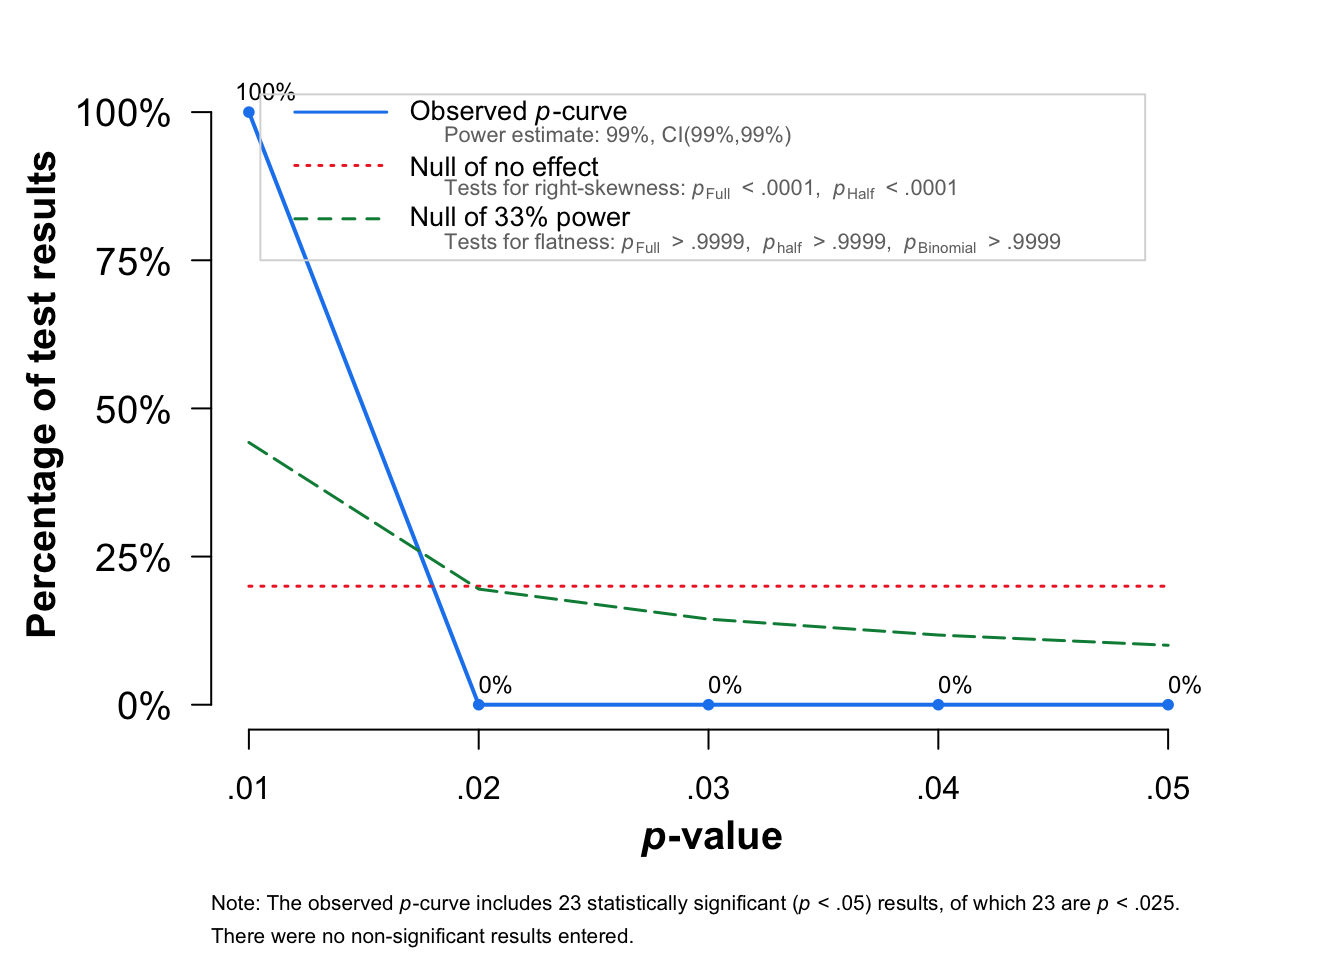 100%
Observed p-curve
Power estimate: 99%, CI(99%,99%)
Null of no effect
Tests for right-skewness: pFull < .0001, pHalf < .0001
Null of 33% power
Tests for flatness: pFull > .9999, phalf > .9999, pBinomial > .9999
Percentage of test results
100%
75%
50%
25%
0%
0%
0%
0%
0%
.01
.02
.03
.04
.05
p-value
Note: The observed p-curve includes 23 statistically significant (p < .05) results, of which 23 are p < .025.
There were no non-significant results entered.